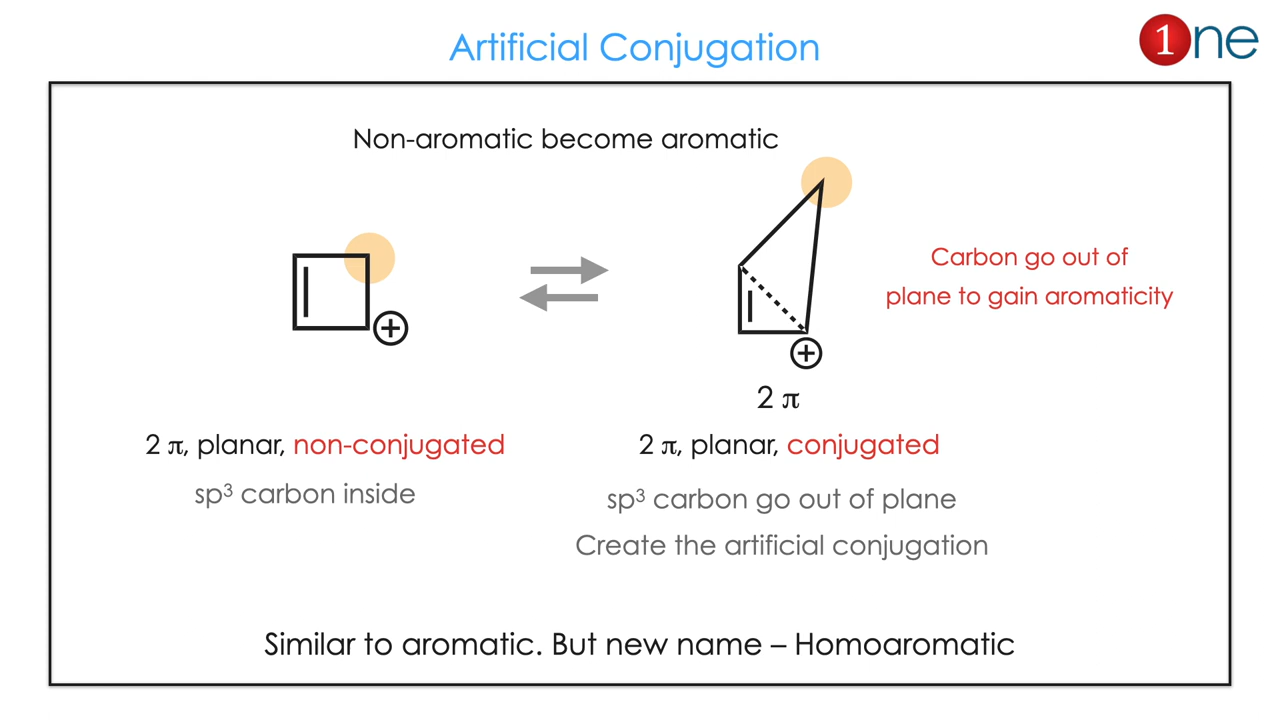 Artificial Conjugation
1ne
Non-aromatic become aromatic
Carbon go out of
plane to gain aromaticity
+
+
2 π
2 π, planar, non-conjugated
2 π, planar, conjugated
sp³ carbon inside
sp³ carbon go out of plane
Create the artificial conjugation
Similar to aromatic. But new name – Homoaromatic